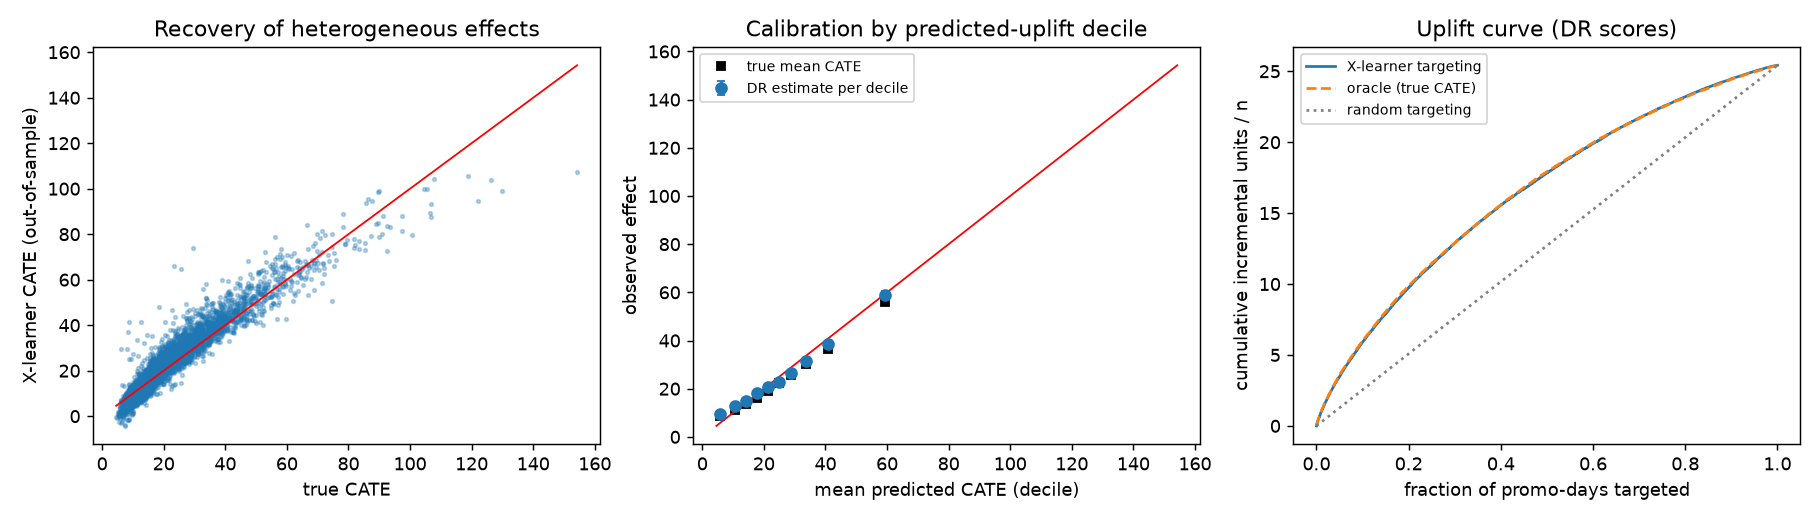 Recovery of heterogeneous effects
X-learner CATE (out-of-sample)
160
140
120
100
80
60
40
20
0
0 20 40 60 80 100 120 140 160
true CATE
Calibration by predicted-uplift decile
true mean CATE
DR estimate per decile
observed effect
160
140
120
100
80
60
40
20
0
0 20 40 60 80 100 120 140 160
mean predicted CATE (decile)
Uplift curve (DR scores)
X-learner targeting
oracle (true CATE)
random targeting
cumulative incremental units / n
25
20
15
10
5
0
0.0 0.2 0.4 0.6 0.8 1.0
fraction of promo-days targeted